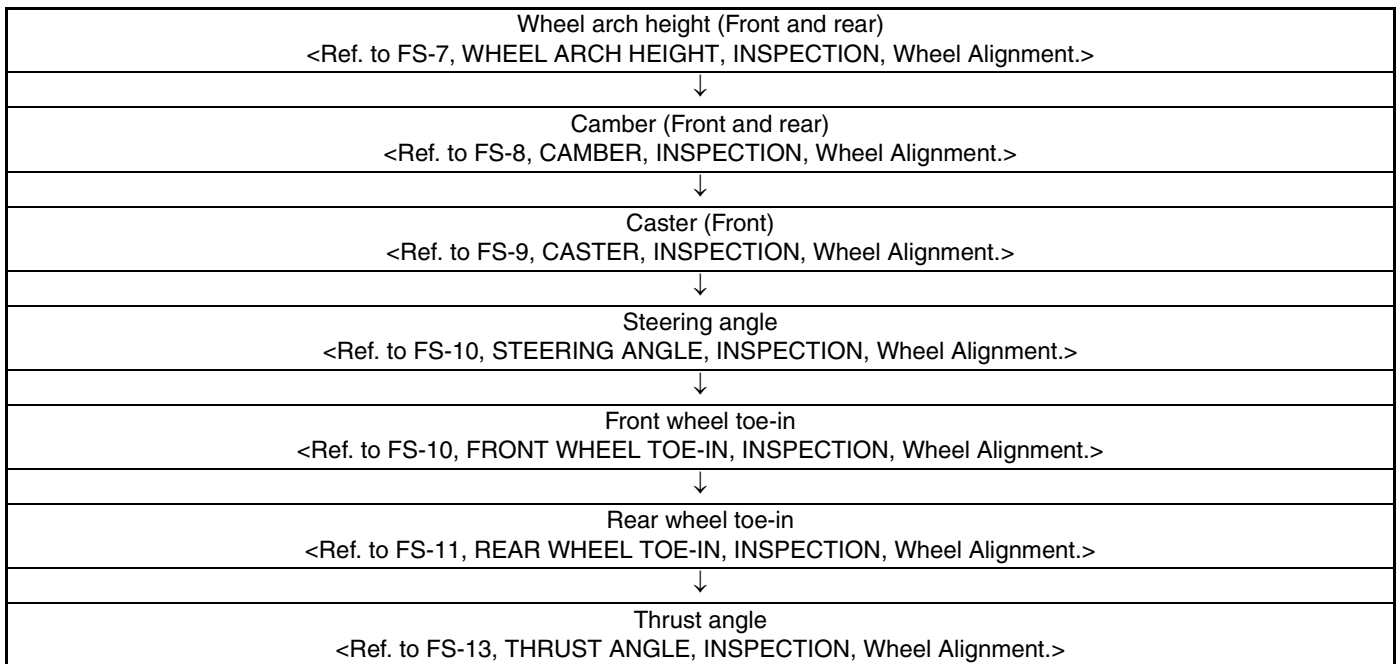 Wheel arch height (Front and rear)
<Ref. to FS-7, WHEEL ARCH HEIGHT, INSPECTION, Wheel Alignment.>
↓
Camber (Front and rear)
<Ref. to FS-8, CAMBER, INSPECTION, Wheel Alignment.>
↓
Caster (Front)
<Ref. to FS-9, CASTER, INSPECTION, Wheel Alignment.>
↓
Steering angle
<Ref. to FS-10, STEERING ANGLE, INSPECTION, Wheel Alignment.>
↓
Front wheel toe-in
<Ref. to FS-10, FRONT WHEEL TOE-IN, INSPECTION, Wheel Alignment.>
↓
Rear wheel toe-in
<Ref. to FS-11, REAR WHEEL TOE-IN, INSPECTION, Wheel Alignment.>
↓
Thrust angle
<Ref. to FS-13, THRUST ANGLE, INSPECTION, Wheel Alignment.>